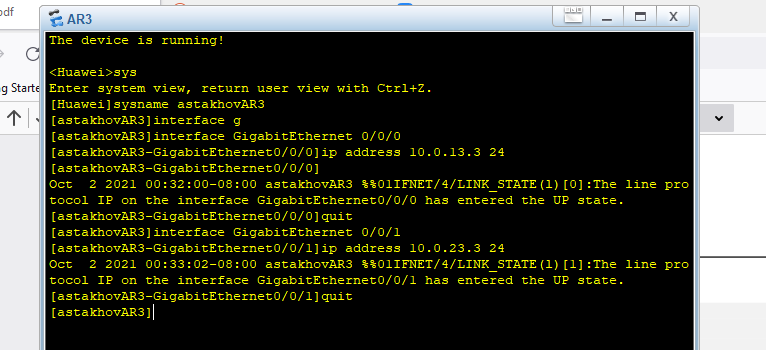 odf
AR3
The device is running!
<Huawei>sys
Enter system view, return user view with Ctrl+Z.
[Huawei]sysname astakhovAR3
[astakhovAR3]interface g
[astakhovAR3]interface GigabitEthernet 0/0/0
[astakhovAR3-GigabitEthernet0/0/0]ip address 10.0.13.3 24
[astakhovAR3-GigabitEthernet0/0/0]
Oct  2 2021 00:32:00-08:00 astakhovAR3 %%01IFNET/4/LINK_STATE(l)[0]:The line pro
tocol IP on the interface GigabitEthernet0/0/0 has entered the UP state.
[astakhovAR3-GigabitEthernet0/0/0]quit
[astakhovAR3]interface GigabitEthernet 0/0/1
[astakhovAR3-GigabitEthernet0/0/1]ip address 10.0.23.3 24
Oct  2 2021 00:33:02-08:00 astakhovAR3 %%01IFNET/4/LINK_STATE(l)[1]:The line pro
tocol IP on the interface GigabitEthernet0/0/1 has entered the UP state.
[astakhovAR3-GigabitEthernet0/0/1]quit
[astakhovAR3]
g Starte